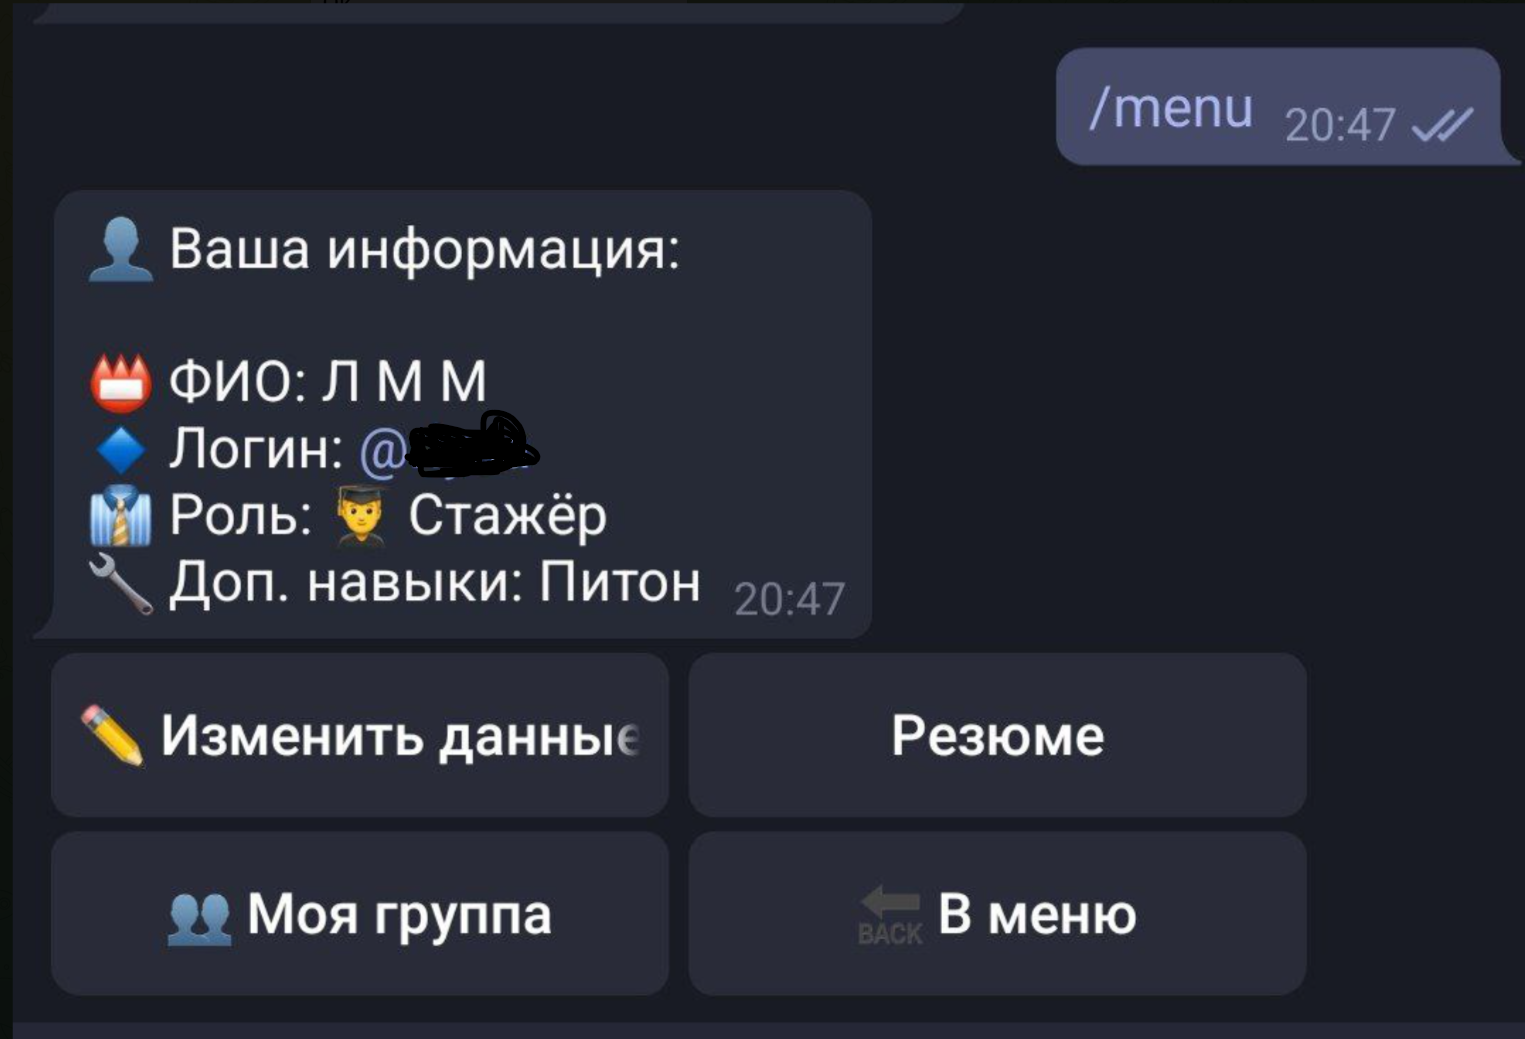 /menu 20:47
Ваша информация:
ФИО: Л М М
Логин: @
Роль: Стажёр
Доп. навыки: Питон 20:47
Изменить данные
Резюме
Моя группа
BACK В меню